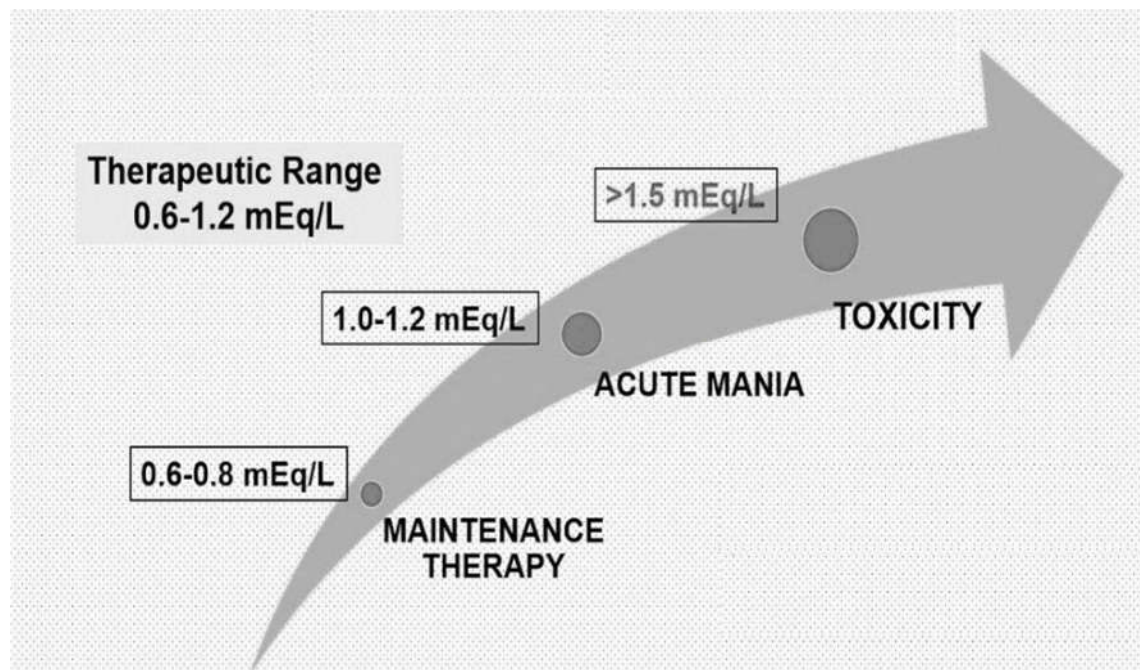 Therapeutic Range
0.6-1.2 mEq/L
>1.5 mEq/L
TOXICITY
1.0-1.2 mEq/L
ACUTE MANIA
0.6-0.8 mEq/L
MAINTENANCE
THERAPY